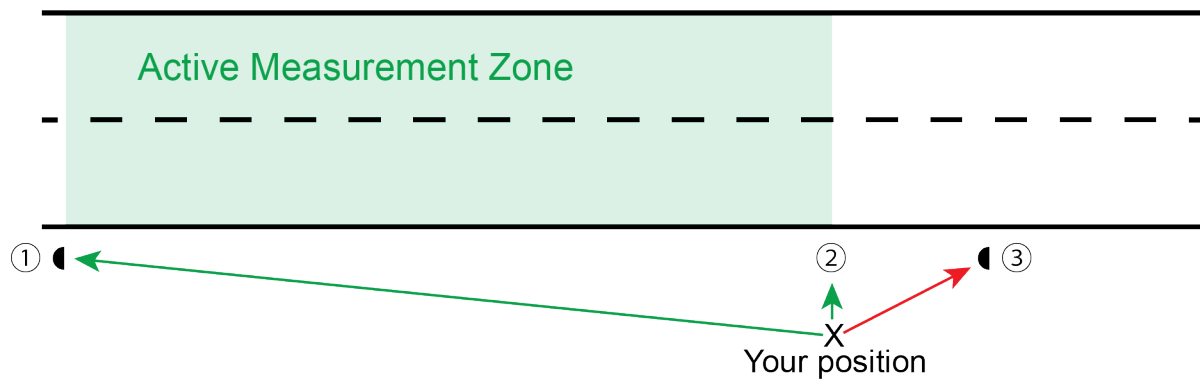 Active Measurement Zone
① ② ③
X
Your position